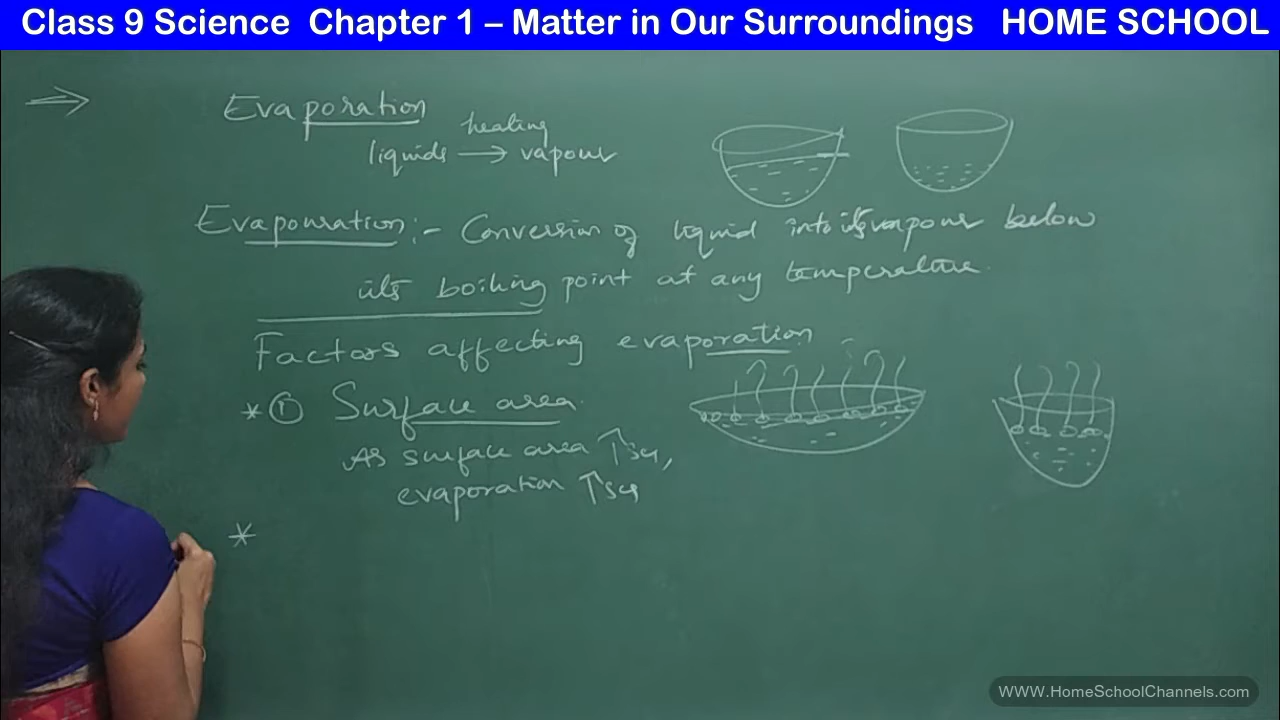 Class 9 Science Chapter 1 – Matter in Our Surroundings HOME SCHOOL
⇒ Evaporation
heating
liquids → vapour
Evapouration :- Conversion of liquid into its vapour below
its boiling point at any temperature.
Factors affecting evaporation
* ① Surface area.
As surface area ↑ses,
evaporation ↑ses
*
WWW.HomeSchoolChannels.com